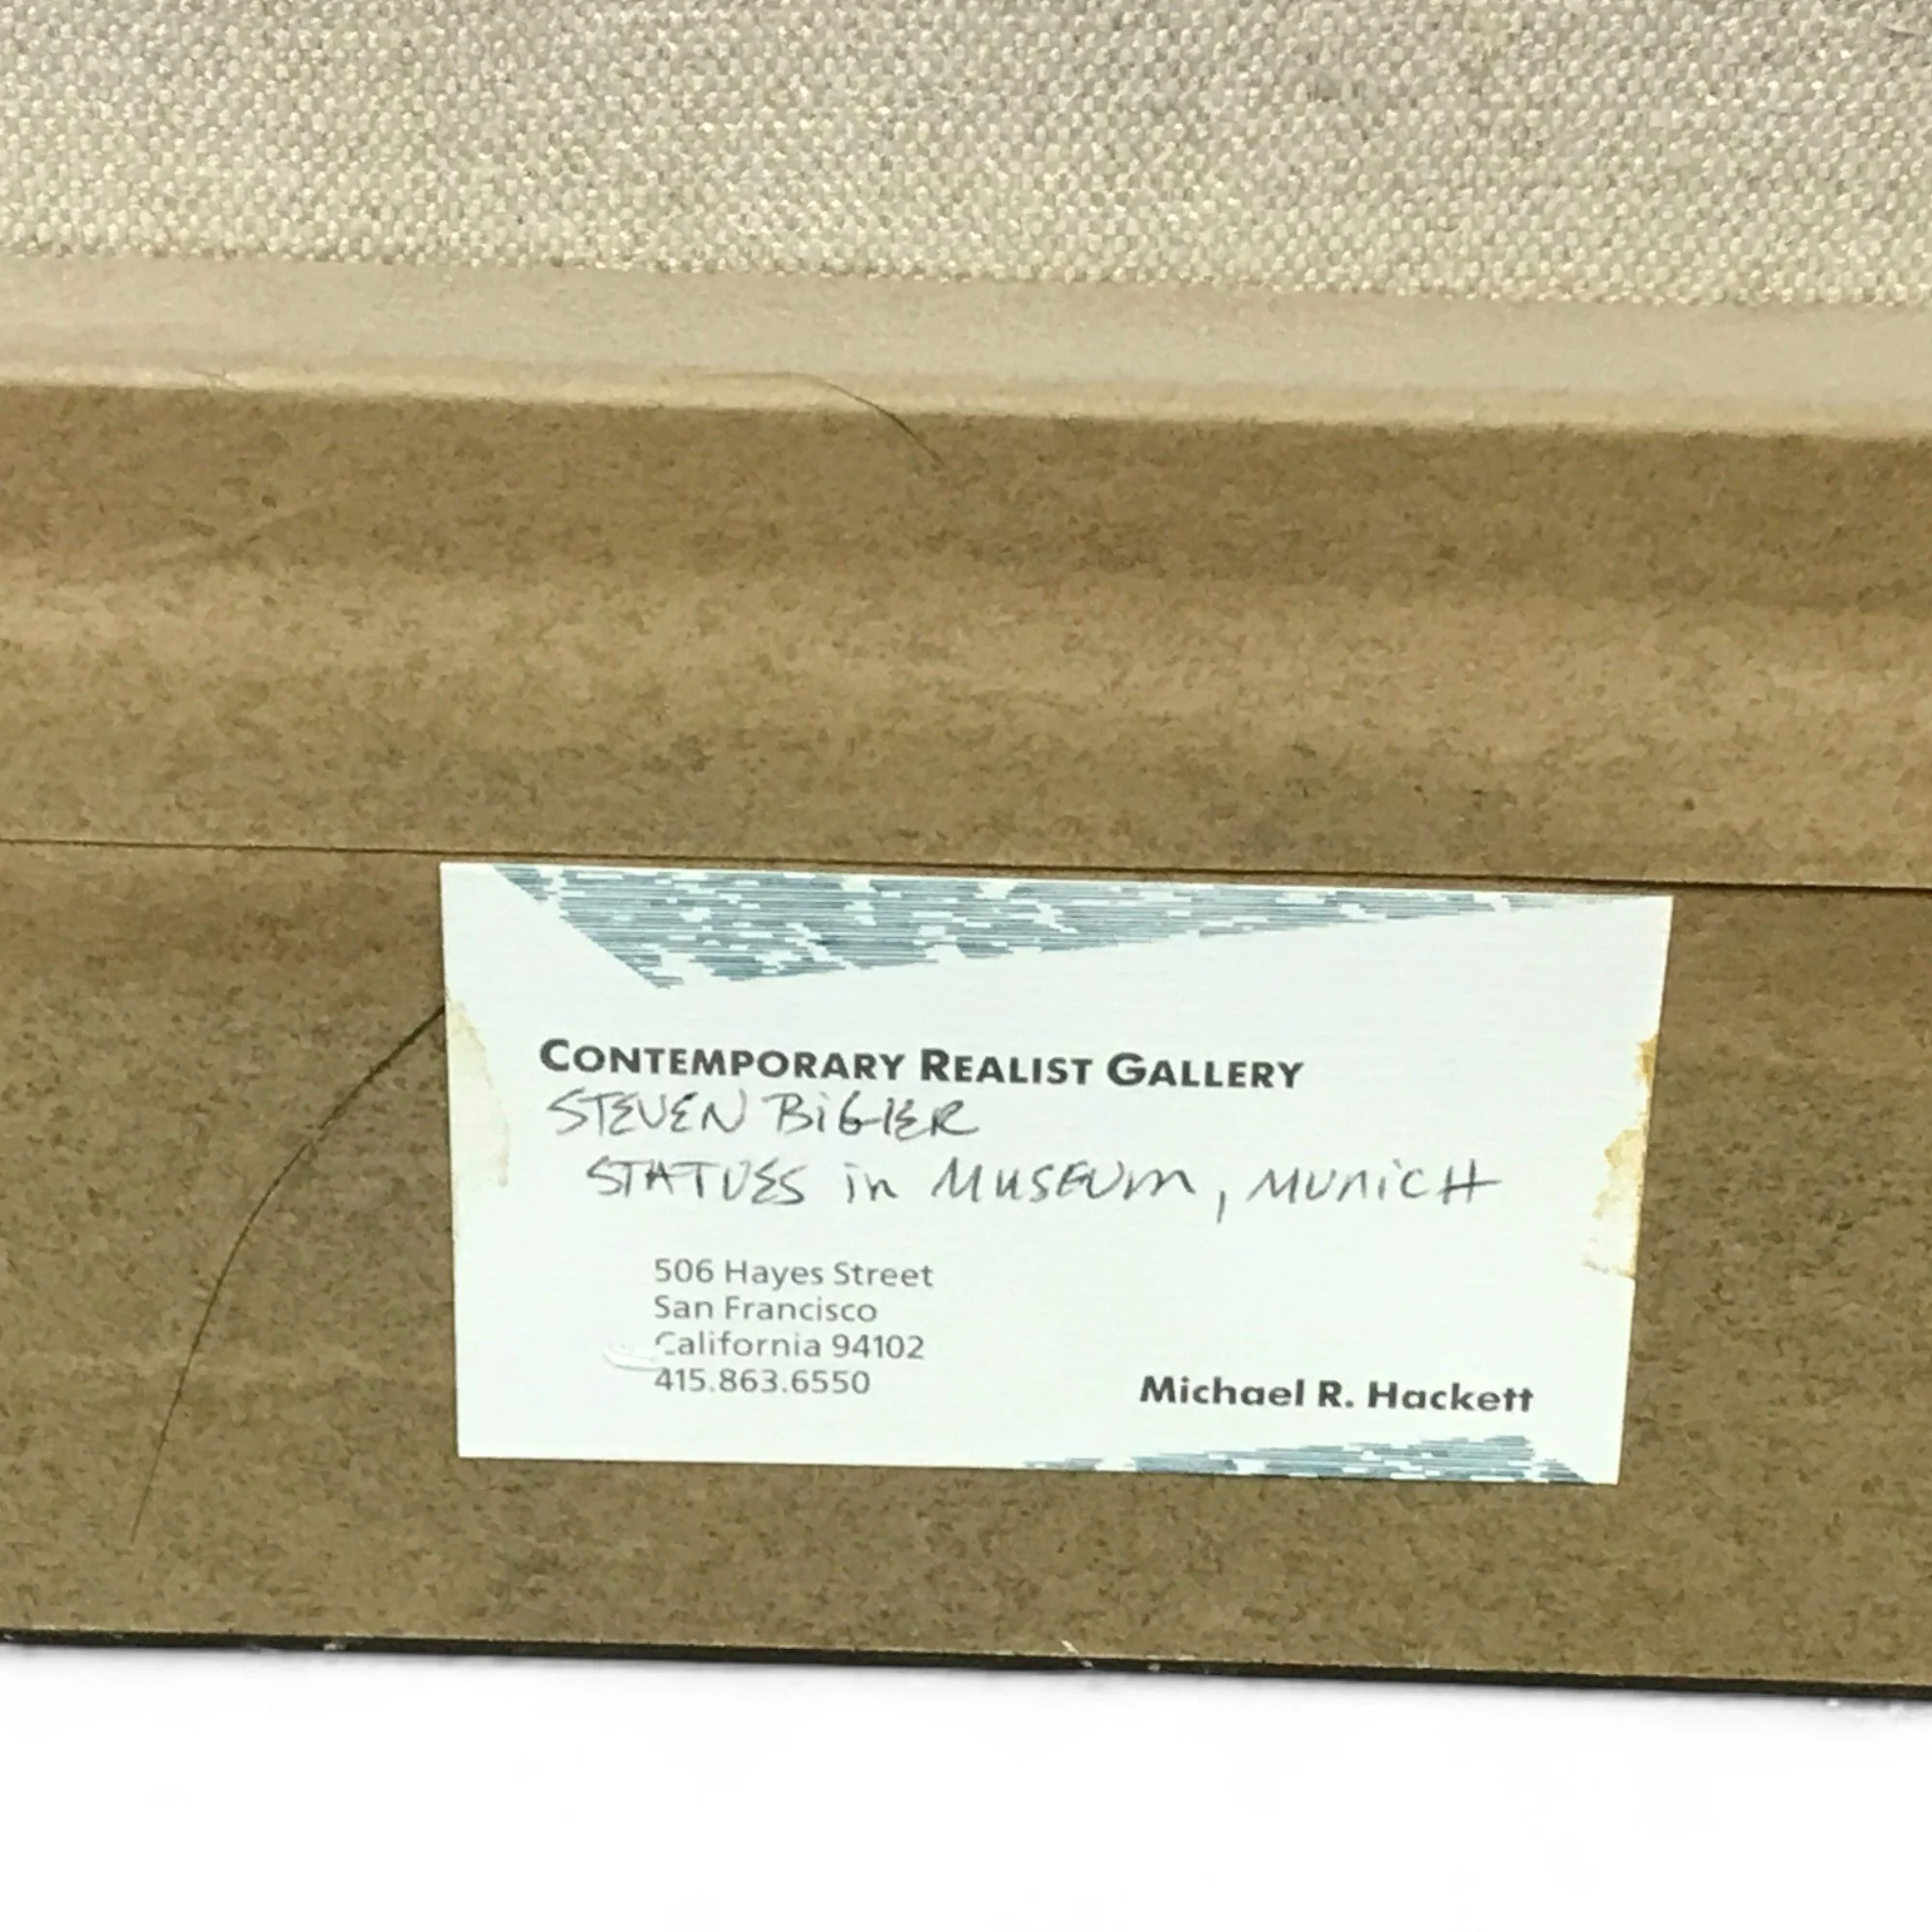 CONTEMPORARY REALIST GALLERY
STEVEN BIGLER
STATUES in MUSEUM, MUNICH
506 Hayes Street
San Francisco
California 94102
415.863.6550
Michael R. Hackett